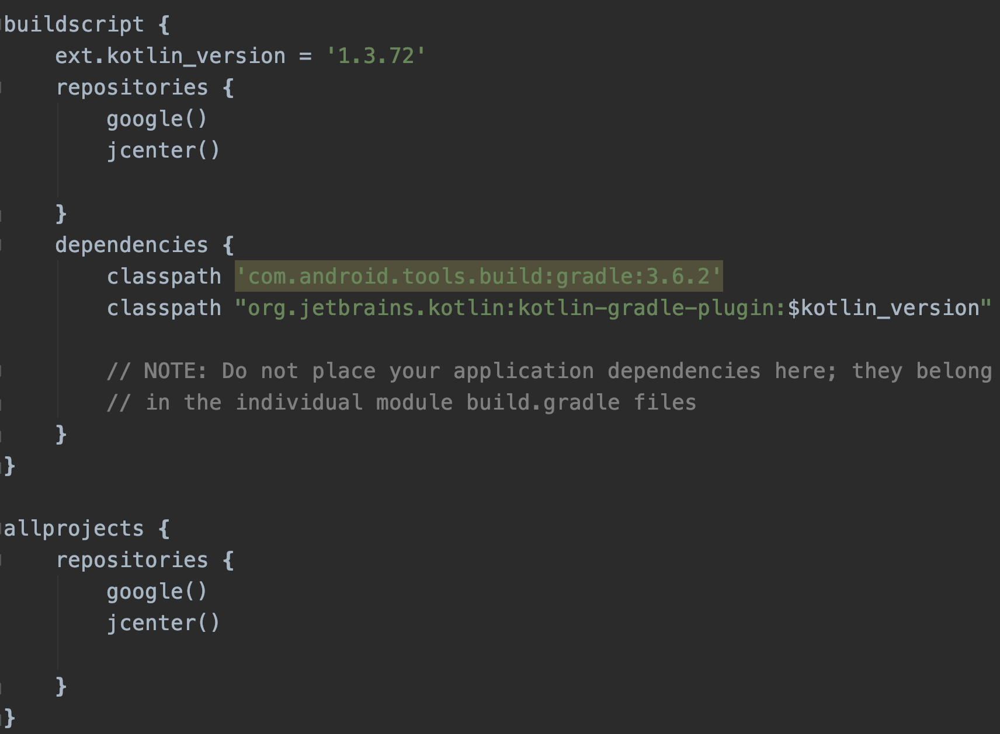 buildscript {
    ext.kotlin_version = '1.3.72'
    repositories {
        google()
        jcenter()

    }
    dependencies {
        classpath 'com.android.tools.build:gradle:3.6.2'
        classpath "org.jetbrains.kotlin:kotlin-gradle-plugin:$kotlin_version"

        // NOTE: Do not place your application dependencies here; they belong
        // in the individual module build.gradle files
    }
}

allprojects {
    repositories {
        google()
        jcenter()

    }
}